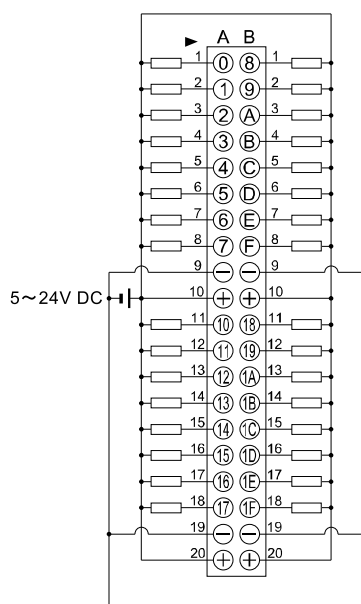 A B
1 0 8 1
2 1 9 2
3 2 A 3
4 3 B 4
5 4 C 5
6 5 D 6
7 6 E 7
8 7 F 8
9 − − 9
5～24V DC 10 + + 10
11 10 18 11
12 11 19 12
13 12 1A 13
14 13 1B 14
15 14 1C 15
16 15 1D 16
17 16 1E 17
18 17 1F 18
19 − − 19
20 + + 20